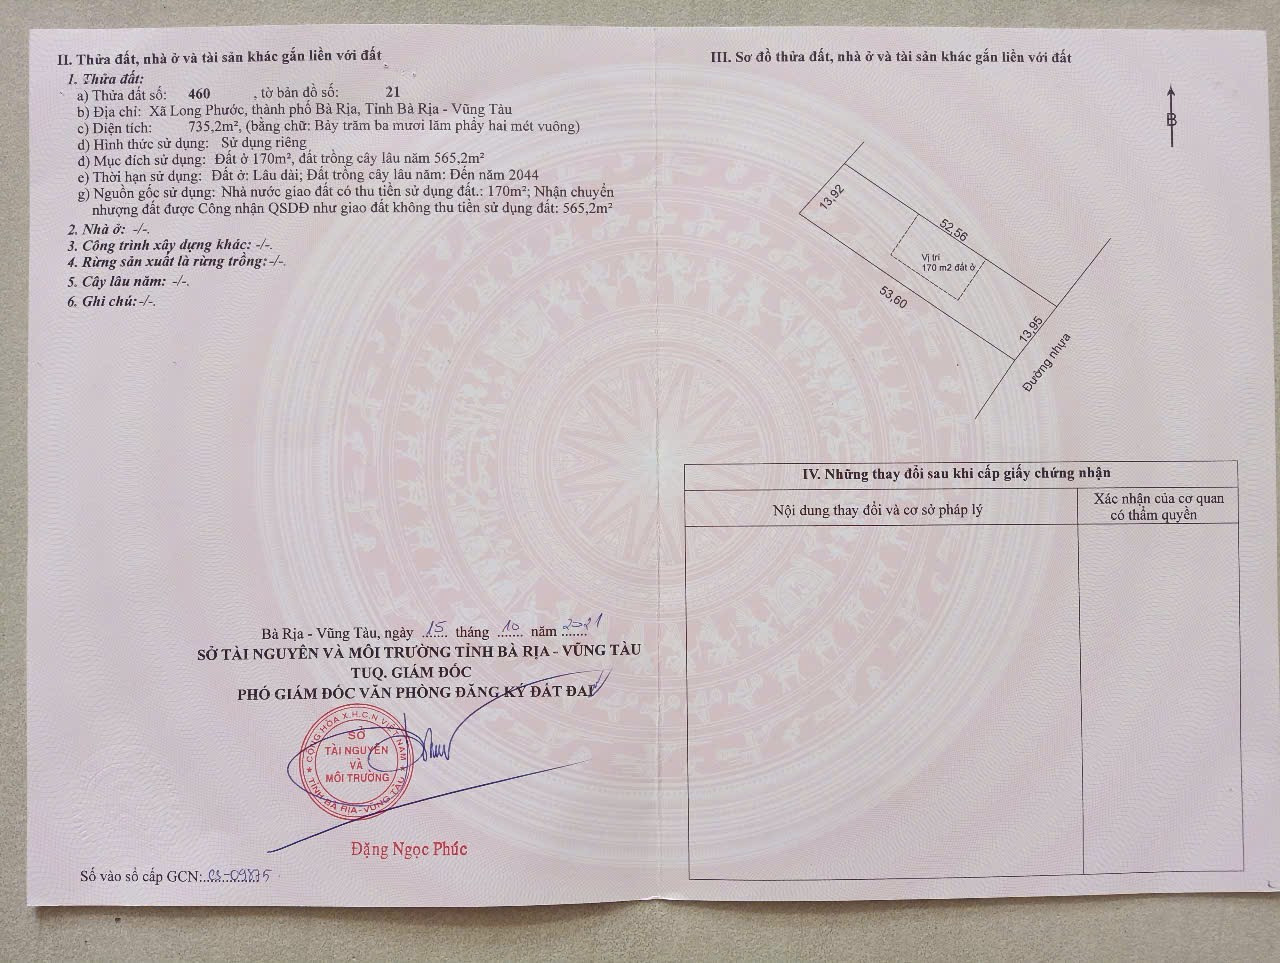 II. Thửa đất, nhà ở và tài sản khác gắn liền với đất
1. Thửa đất:
a) Thửa đất số: 460 , tờ bản đồ số: 21
b) Địa chỉ: Xã Long Phước, thành phố Bà Rịa, Tỉnh Bà Rịa - Vũng Tàu
c) Diện tích: 735,2m², (bằng chữ: Bảy trăm ba mươi lăm phẩy hai mét vuông)
d) Hình thức sử dụng: Sử dụng riêng
đ) Mục đích sử dụng: Đất ở 170m², đất trồng cây lâu năm 565,2m²
e) Thời hạn sử dụng: Đất ở: Lâu dài; Đất trồng cây lâu năm: Đến năm 2044
g) Nguồn gốc sử dụng: Nhà nước giao đất có thu tiền sử dụng đất.: 170m²; Nhận chuyển
nhượng đất được Công nhận QSDĐ như giao đất không thu tiền sử dụng đất: 565,2m²
2. Nhà ở: -/-.
3. Công trình xây dựng khác: -/-.
4. Rừng sản xuất là rừng trồng:-/-.
5. Cây lâu năm: -/-.
6. Ghi chú:-/-.
Bà Rịa - Vũng Tàu, ngày 15 tháng 10 năm 2021
SỞ TÀI NGUYÊN VÀ MÔI TRƯỜNG TỈNH BÀ RỊA - VŨNG TÀU
TUQ. GIÁM ĐỐC
PHÓ GIÁM ĐỐC VĂN PHÒNG ĐĂNG KÝ ĐẤT ĐAI
CỘNG HÒA X.H.C.N VIỆT NAM
SỞ
TÀI NGUYÊN
VÀ
MÔI TRƯỜNG
TỈNH BÀ RỊA - VŨNG TÀU
Đặng Ngọc Phúc
Số vào sổ cấp GCN:
III. Sơ đồ thửa đất, nhà ở và tài sản khác gắn liền với đất
B
13,92
52,56
Vị trí
170 m2 đất ở
53,60
13,95
Đường nhựa
IV. Những thay đổi sau khi cấp giấy chứng nhận
Nội dung thay đổi và cơ sở pháp lý
Xác nhận của cơ quan
có thẩm quyền